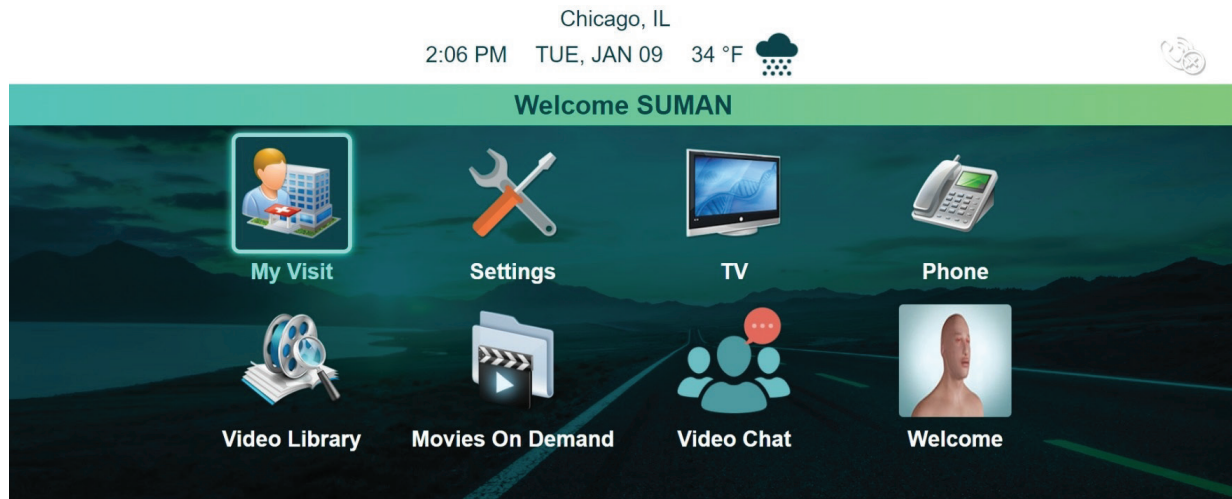 Chicago, IL
2:06 PM TUE, JAN 09 34 °F
Welcome SUMAN
My Visit Settings TV Phone
Video Library Movies On Demand Video Chat Welcome